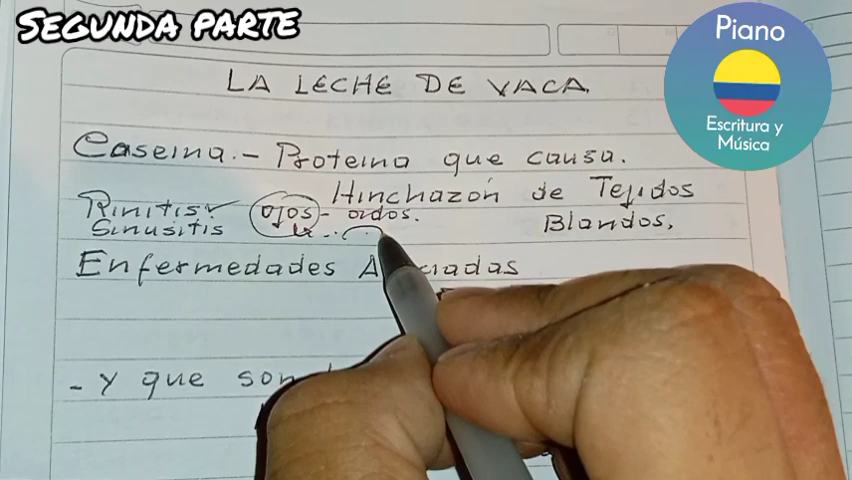 SEGUNDA PARTE
Piano
Escritura y
Música
LA LECHE DE VACA.
Caseina.- Proteina que causa.
Hinchazón de Tejidos
Blandos.
Rinitis Ojos - oidos.
Sinusitis
Enfermedades
- Y que son